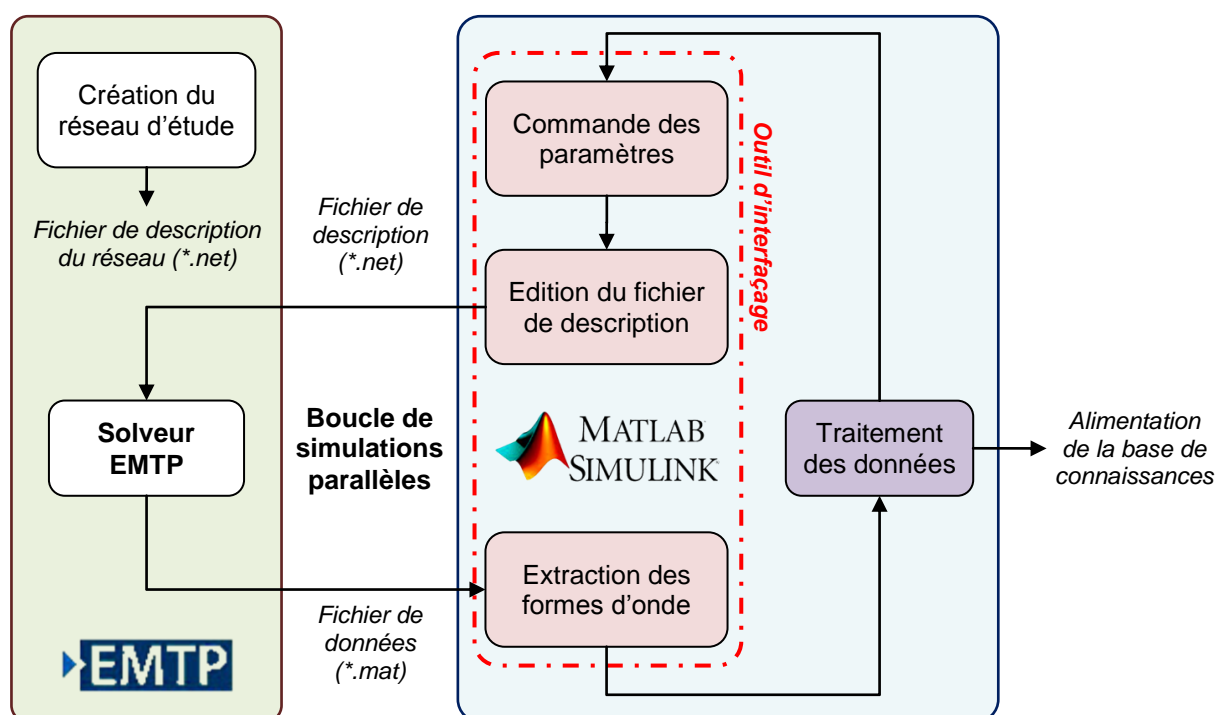 Création du
réseau d'étude
Fichier de description
du réseau (*.net)
Solveur
EMTP
EMTP
Fichier de
description
(*.net)
Boucle de
simulations
parallèles
Fichier de
données
(*.mat)
Commande des
paramètres
Edition du fichier
de description
MATLAB
SIMULINK
Extraction des
formes d'onde
Outil d'interfaçage
Traitement
des données
Alimentation
de la base de
connaissances